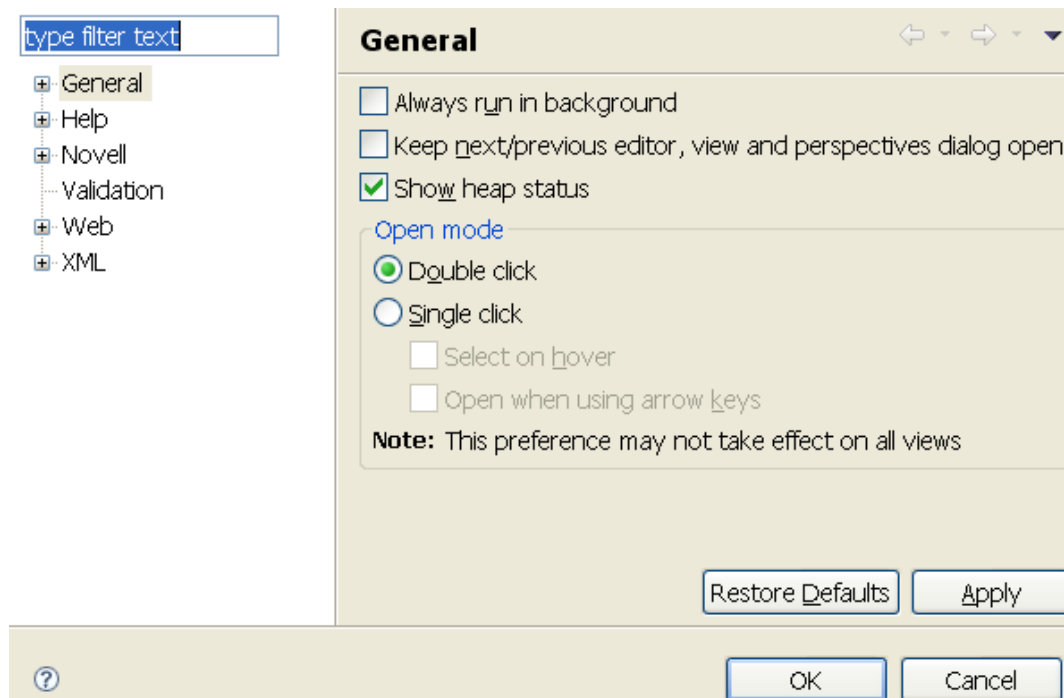 type filter text
General
Help
Novell
Validation
Web
XML
General
Always run in background
Keep next/previous editor, view and perspectives dialog open
Show heap status
Open mode
Double click
Single click
Select on hover
Open when using arrow keys
Note: This preference may not take effect on all views
Restore Defaults
Apply
?
OK
Cancel